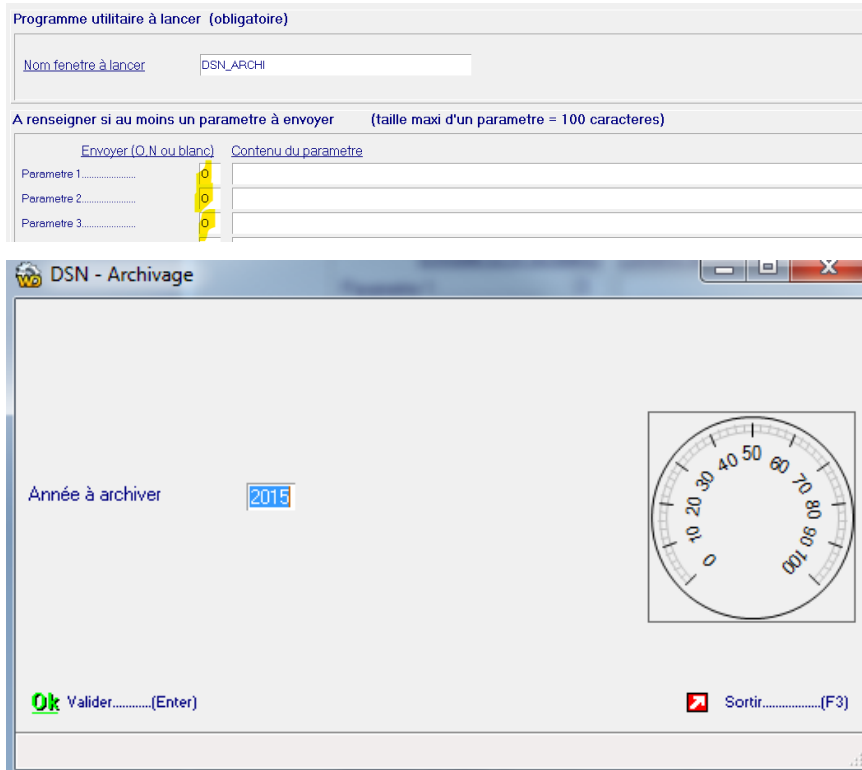 Programme utilitaire à lancer (obligatoire)
Nom fenetre à lancer DSN_ARCHI
A renseigner si au moins un parametre à envoyer (taille maxi d'un parametre = 100 caracteres)
Envoyer (O,N ou blanc) Contenu du parametre
Parametre 1..................... O
Parametre 2..................... O
Parametre 3..................... O
DSN - Archivage
Année à archiver 2015
0 10 20 30 40 50 60 70 80 90 100
Ok Valider...........(Enter) Sortir.................(F3)